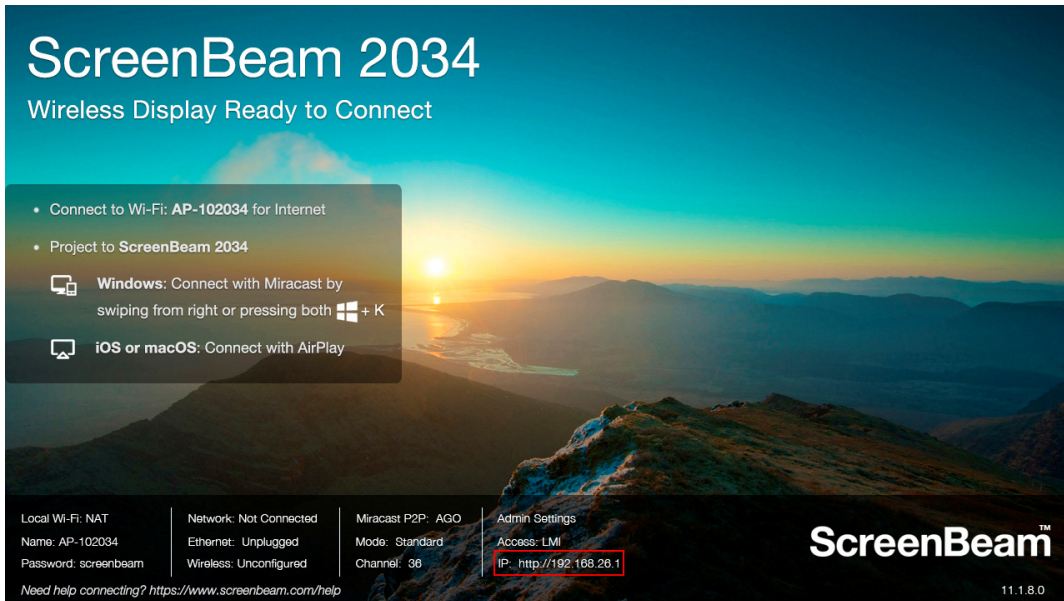 ScreenBeam 2034
Wireless Display Ready to Connect
• Connect to Wi-Fi: AP-102034 for Internet
• Project to ScreenBeam 2034
Windows: Connect with Miracast by
swiping from right or pressing both + K
iOS or macOS: Connect with AirPlay
Local Wi-Fi: NAT
Name: AP-102034
Password: screenbeam
Network: Not Connected
Ethernet: Unplugged
Wireless: Unconfigured
Miracast P2P: AGO
Mode: Standard
Channel: 36
Admin Settings
Access: LMI
IP: http://192.168.26.1
ScreenBeam™
Need help connecting? https://www.screenbeam.com/help
11.1.8.0